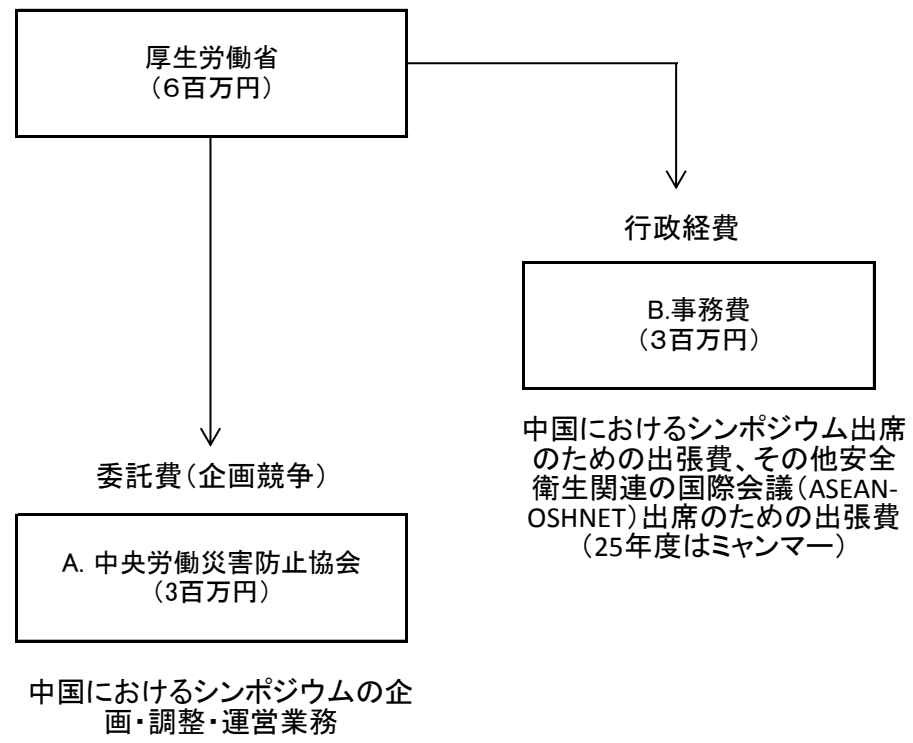 厚生労働省
（６百万円）
行政経費
B.事務費
（３百万円）
中国におけるシンポジウム出席
のための出張費、その他安全
衛生関連の国際会議（ASEAN-
OSHNET）出席のための出張費
（25年度はミャンマー）
委託費（企画競争）
A. 中央労働災害防止協会
（3百万円）
中国におけるシンポジウムの企
画・調整・運営業務